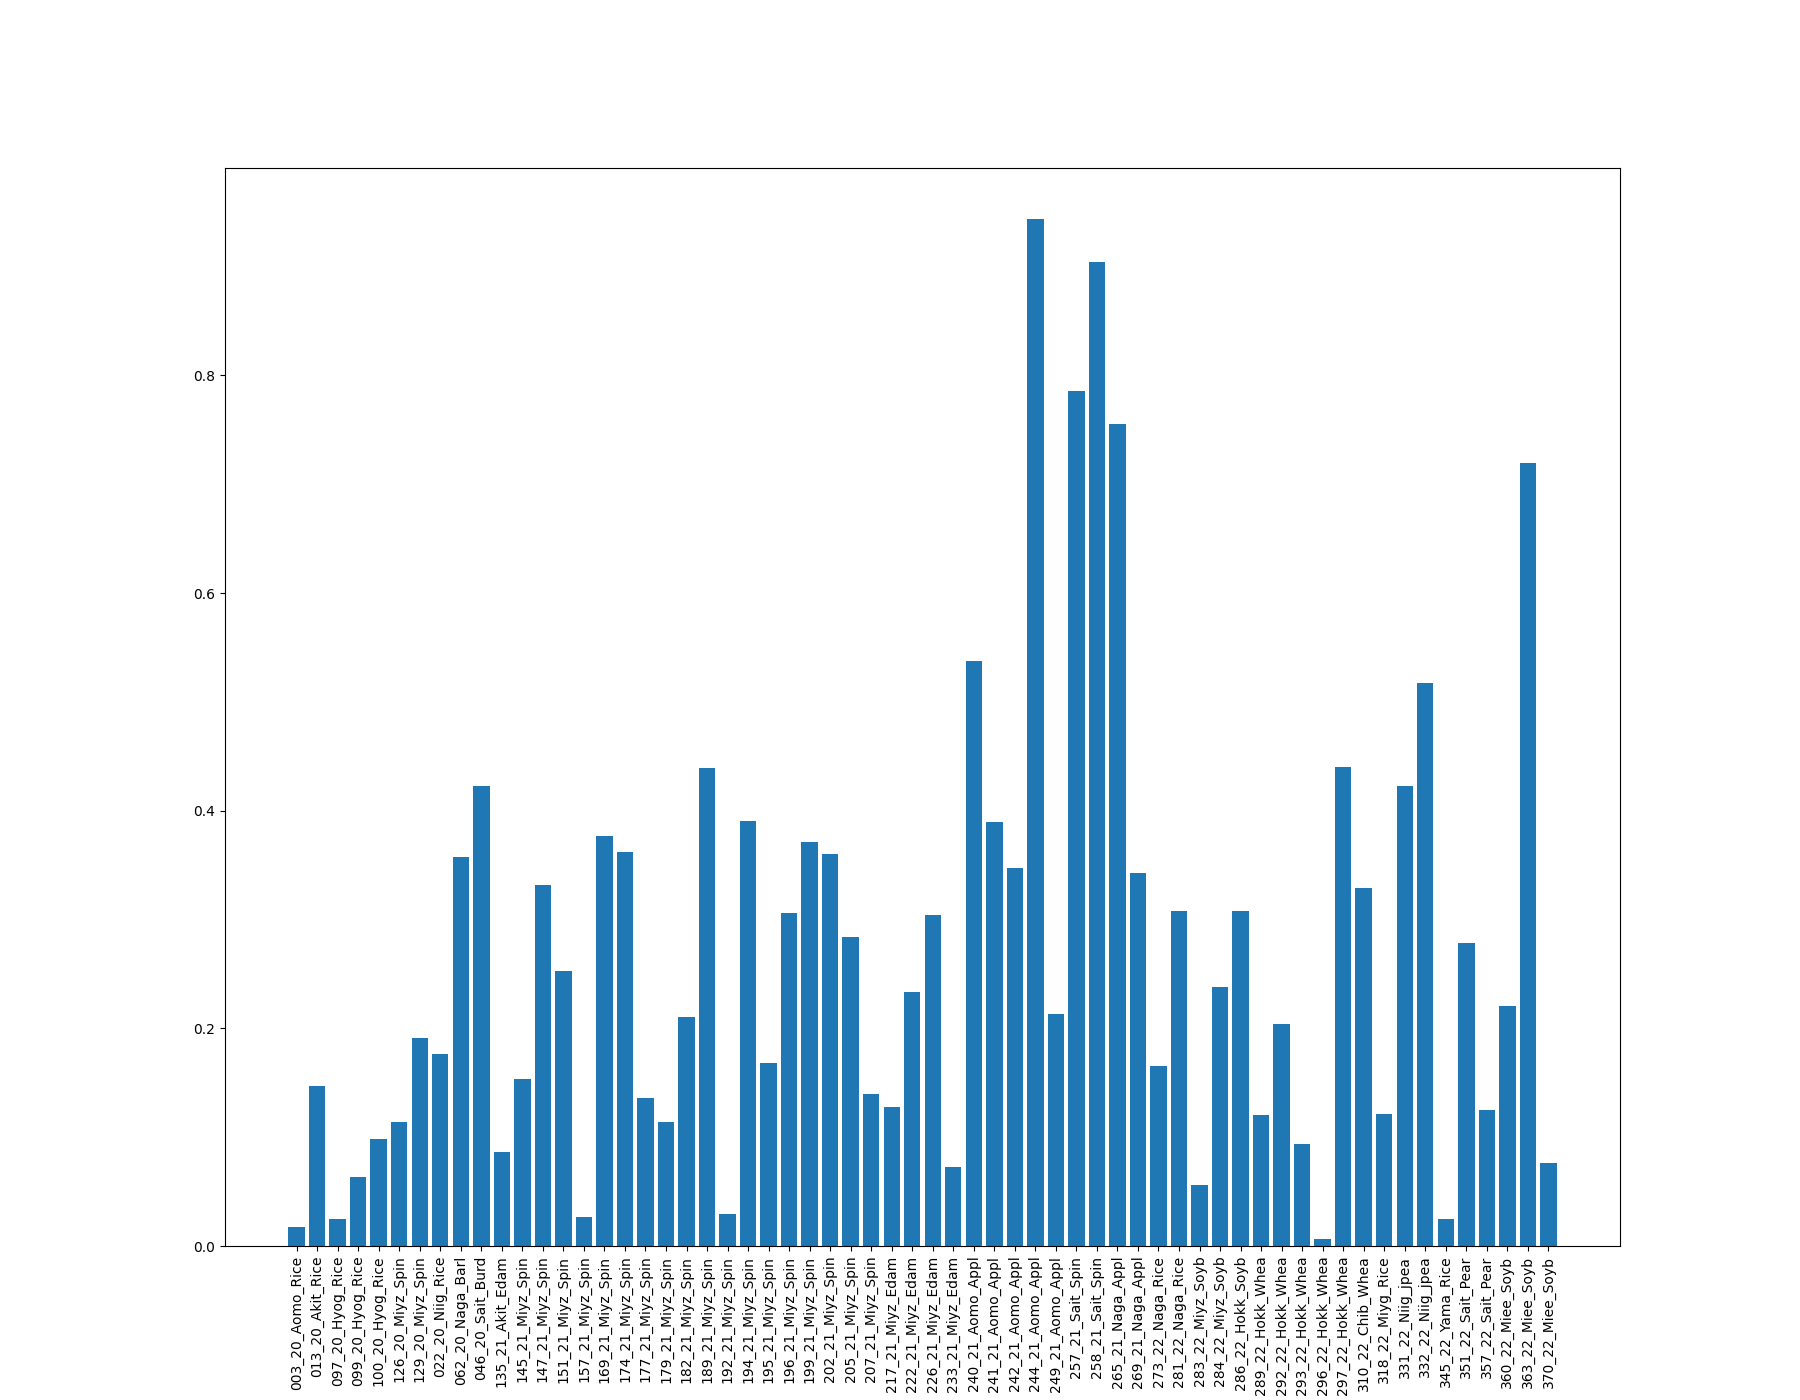 0.8
0.6
0.4
0.2
0.0
003_20_Aomo_Rice
013_20_Akit_Rice
097_20_Hyog_Rice
099_20_Hyog_Rice
100_20_Hyog_Rice
126_20_Miyz_Spin
129_20_Miyz_Spin
022_20_Niig_Rice
062_20_Naga_Barl
046_20_Sait_Burd
135_21_Akit_Edam
145_21_Miyz_Spin
147_21_Miyz_Spin
151_21_Miyz_Spin
157_21_Miyz_Spin
169_21_Miyz_Spin
174_21_Miyz_Spin
177_21_Miyz_Spin
179_21_Miyz_Spin
182_21_Miyz_Spin
189_21_Miyz_Spin
192_21_Miyz_Spin
194_21_Miyz_Spin
195_21_Miyz_Spin
196_21_Miyz_Spin
199_21_Miyz_Spin
202_21_Miyz_Spin
205_21_Miyz_Spin
207_21_Miyz_Spin
217_21_Miyz_Edam
222_21_Miyz_Edam
226_21_Miyz_Edam
233_21_Miyz_Edam
240_21_Aomo_Appl
241_21_Aomo_Appl
242_21_Aomo_Appl
244_21_Aomo_Appl
249_21_Aomo_Appl
257_21_Sait_Spin
258_21_Sait_Spin
265_21_Naga_Appl
269_21_Naga_Appl
273_22_Naga_Rice
281_22_Naga_Rice
283_22_Miyz_Soyb
284_22_Miyz_Soyb
286_22_Hokk_Soyb
289_22_Hokk_Whea
292_22_Hokk_Whea
293_22_Hokk_Whea
296_22_Hokk_Whea
297_22_Hokk_Whea
310_22_Chib_Whea
318_22_Miyg_Rice
331_22_Niig_jpea
332_22_Niig_jpea
345_22_Yama_Rice
351_22_Sait_Pear
357_22_Sait_Pear
360_22_Miee_Soyb
363_22_Miee_Soyb
370_22_Miee_Soyb